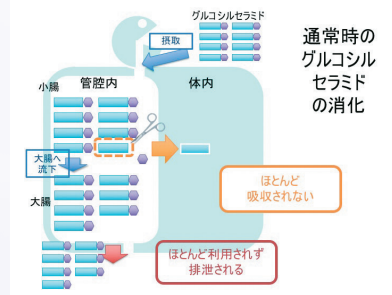 グルコシルセラミド
摂取
通常時の
グルコシル
セラミド
の消化
小腸
管腔内
体内
大腸へ
流下
大腸
ほとんど
吸収されない
ほとんど利用されず
排泄される